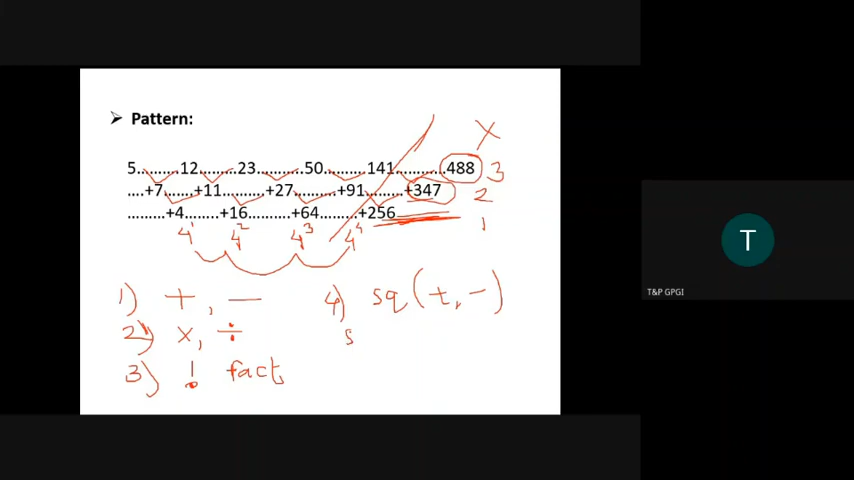 ➢ Pattern:
5.........12.........23..........50.........141...........488 3
....+7.......+11..........+27..........+91.........+347 2
.........+4........+16.........+64........+256 1
4¹ 4² 4³ 4⁴
1) +, — 4) sq (+, -)
2) ×, ÷ s
3) ! fact,
T
T&P GPGI